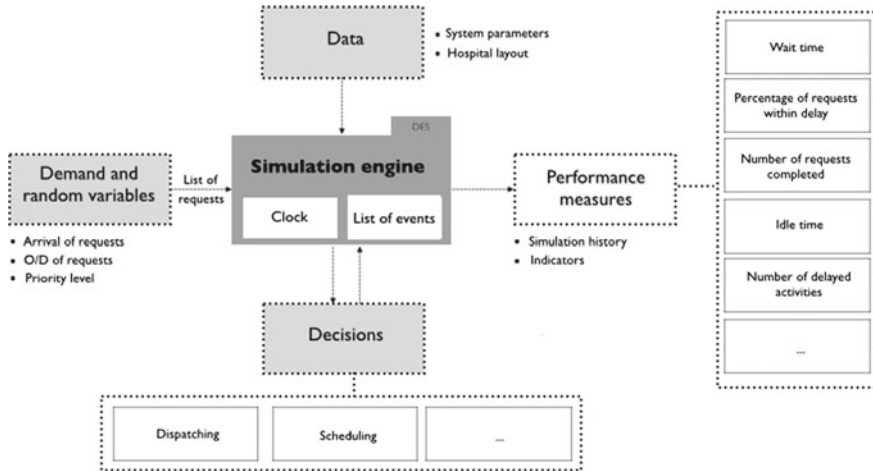 Data
• System parameters
• Hospital layout
DES
Simulation engine
Clock
List of events
Demand and
random variables
List of
requests
• Arrival of requests
• O/D of requests
• Priority level
Performance
measures
• Simulation history
• Indicators
Wait time
Percentage of requests
within delay
Number of requests
completed
Idle time
Number of delayed
activities
...
Decisions
Dispatching
Scheduling
...